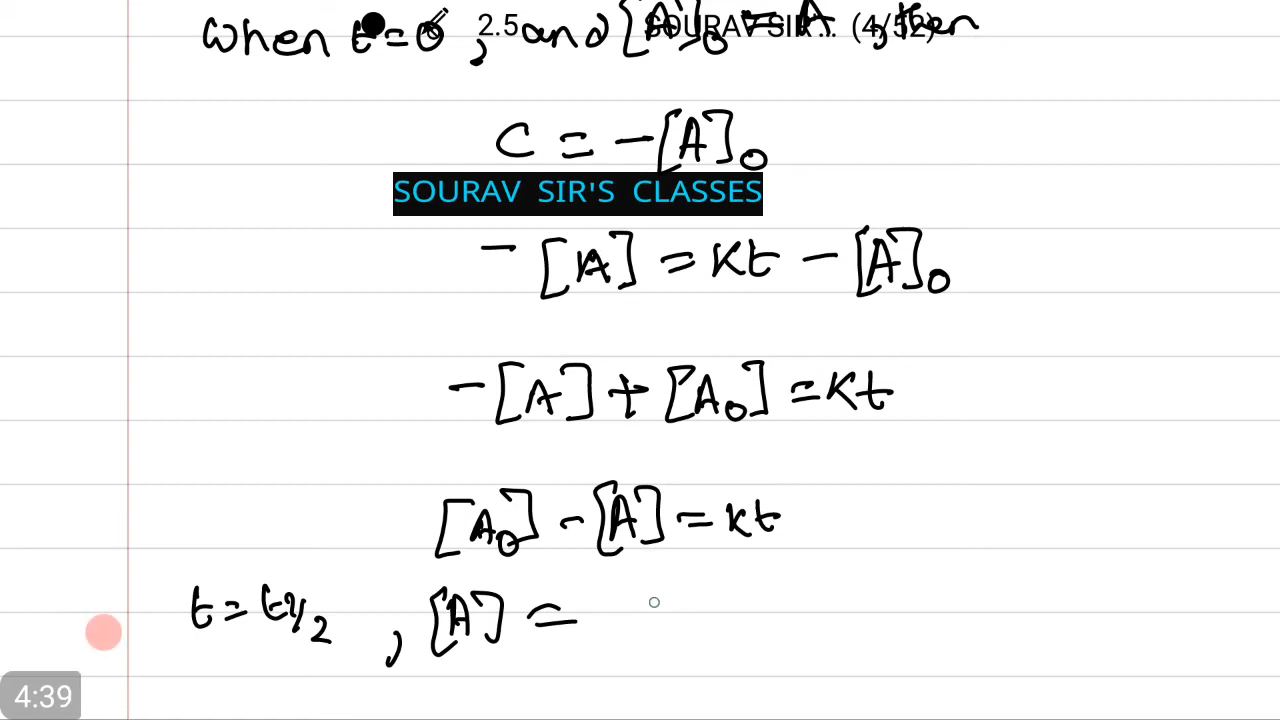 When t=0, and [A]₀ = A, then
2.5 SOURAV SIR... (4/52)
C = -[A]₀
SOURAV SIR'S CLASSES
- [A] = Kt - [A]₀
-[A] + [A₀] = Kt
[A₀] - [A] = Kt
t = t1/2 , [A] =
4:39